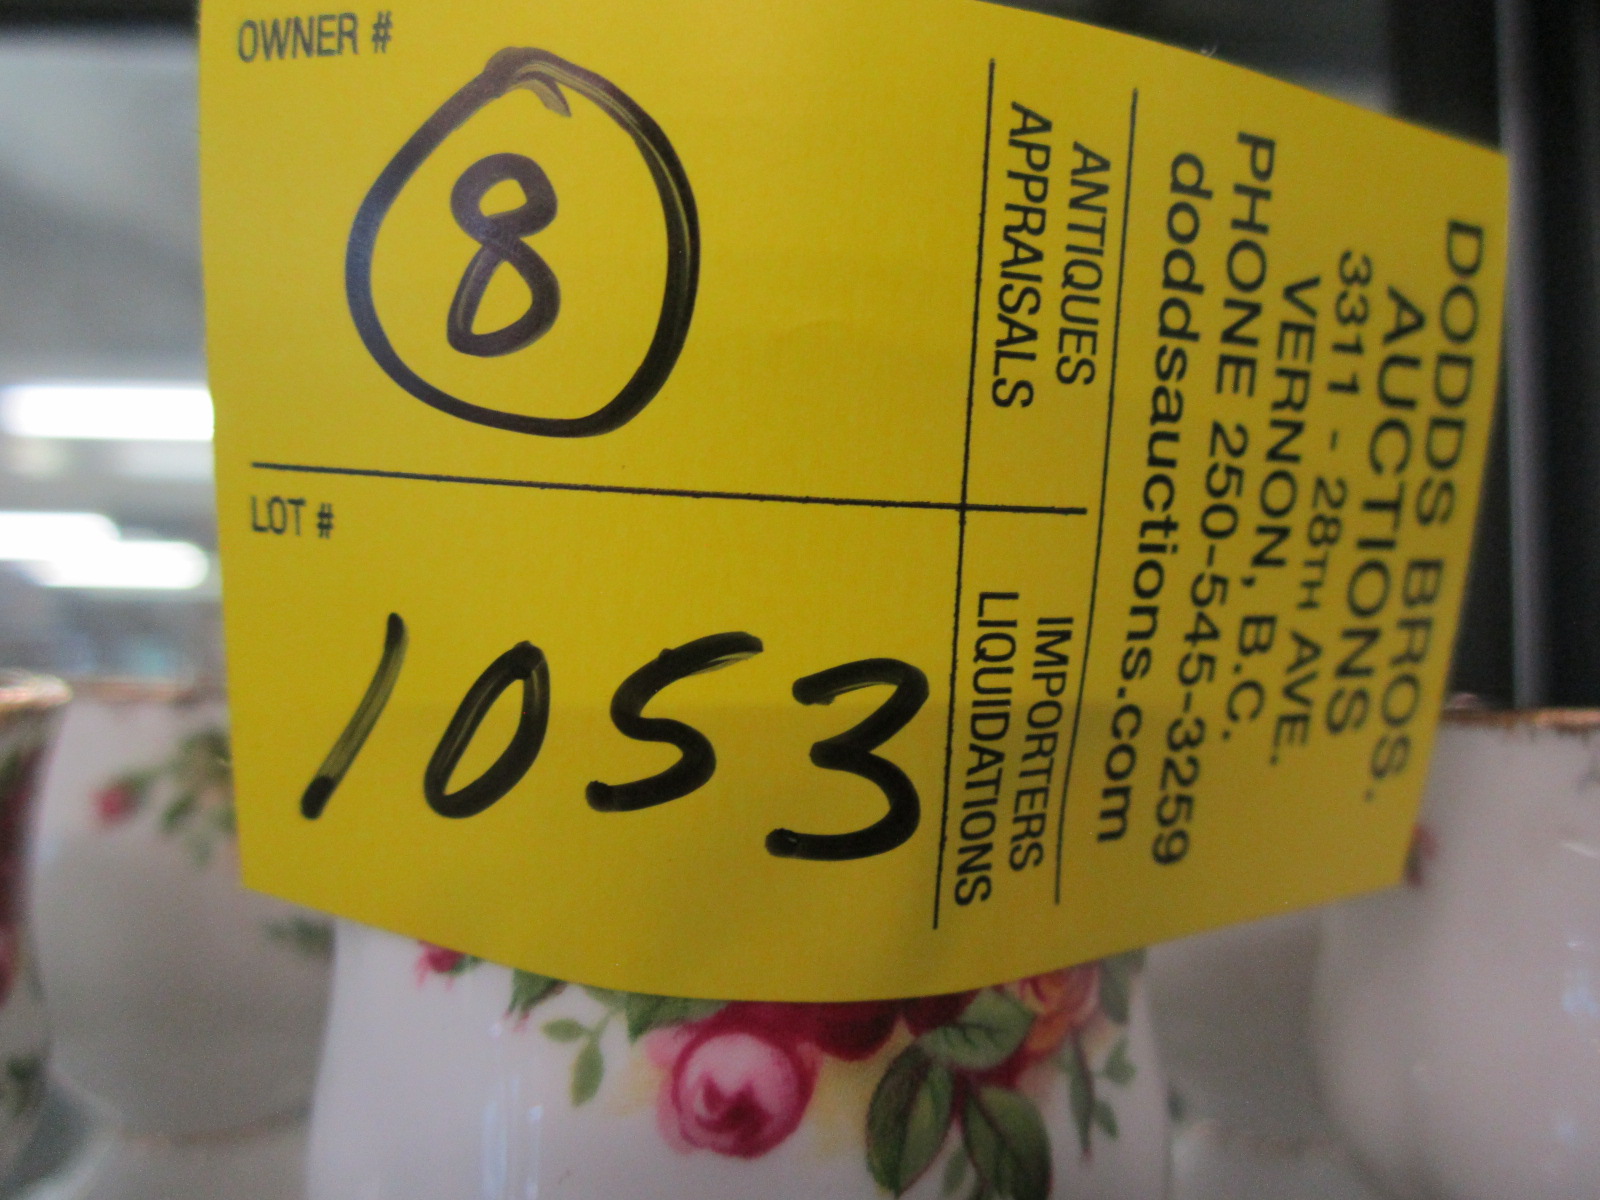 OWNER #
8
LOT #
1053
ANTIQUES
APPRAISALS
IMPORTERS
LIQUIDATIONS
DODDS BROS.
AUCTIONS
3311 - 28TH AVE.
VERNON, B.C.
PHONE 250-545-3259
doddsauctions.com